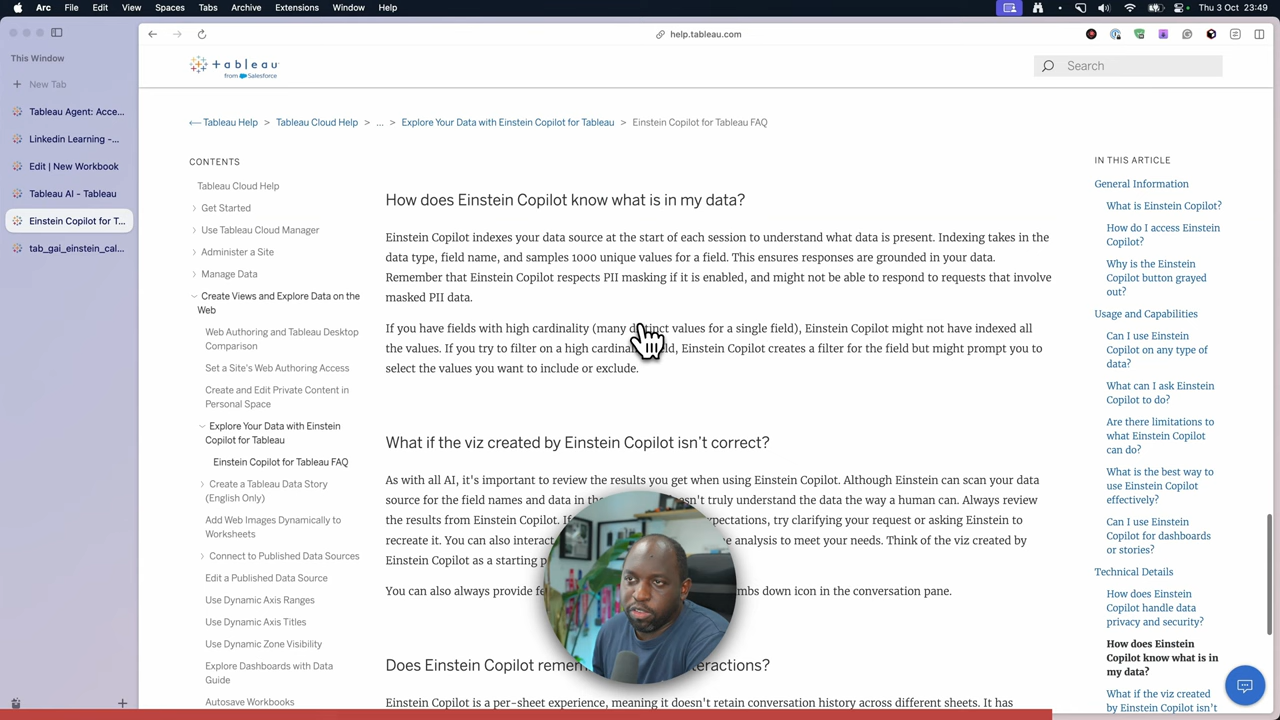 Arc File Edit View Spaces Tabs Archive Extensions Window Help Thu 3 Oct 23:49
This Window
New Tab
Tableau Agent: Acce...
Linkedin Learning -...
Edit | New Workbook
Tableau AI - Tableau
Einstein Copilot for T...
tab_gai_einstein_cal...
help.tableau.com
+ableau
from Salesforce
Search
Tableau Help > Tableau Cloud Help > ... > Explore Your Data with Einstein Copilot for Tableau > Einstein Copilot for Tableau FAQ
CONTENTS
Tableau Cloud Help
Get Started
Use Tableau Cloud Manager
Administer a Site
Manage Data
Create Views and Explore Data on the
Web
Web Authoring and Tableau Desktop
Comparison
Set a Site's Web Authoring Access
Create and Edit Private Content in
Personal Space
Explore Your Data with Einstein
Copilot for Tableau
Einstein Copilot for Tableau FAQ
Create a Tableau Data Story
(English Only)
Add Web Images Dynamically to
Worksheets
Connect to Published Data Sources
Edit a Published Data Source
Use Dynamic Axis Ranges
Use Dynamic Axis Titles
Use Dynamic Zone Visibility
Explore Dashboards with Data
Guide
Autosave Workbooks
How does Einstein Copilot know what is in my data?
Einstein Copilot indexes your data source at the start of each session to understand what data is present. Indexing takes in the
data type, field name, and samples 1000 unique values for a field. This ensures responses are grounded in your data.
Remember that Einstein Copilot respects PII masking if it is enabled, and might not be able to respond to requests that involve
masked PII data.
If you have fields with high cardinality (many distinct values for a single field), Einstein Copilot might not have indexed all
the values. If you try to filter on a high cardinal d, Einstein Copilot creates a filter for the field but might prompt you to
select the values you want to include or exclude.
What if the viz created by Einstein Copilot isn't correct?
As with all AI, it's important to review the results you get when using Einstein Copilot. Although Einstein can scan your data
source for the field names and data in the sn't truly understand the data the way a human can. Always review
the results from Einstein Copilot. If pectations, try clarifying your request or asking Einstein to
recreate it. You can also interact e analysis to meet your needs. Think of the viz created by
Einstein Copilot as a starting p
You can also always provide fe mbs down icon in the conversation pane.
Does Einstein Copilot remem eractions?
Einstein Copilot is a per-sheet experience, meaning it doesn't retain conversation history across different sheets. It has
IN THIS ARTICLE
General Information
What is Einstein Copilot?
How do I access Einstein
Copilot?
Why is the Einstein
Copilot button grayed
out?
Usage and Capabilities
Can I use Einstein
Copilot on any type of
data?
What can I ask Einstein
Copilot to do?
Are there limitations to
what Einstein Copilot
can do?
What is the best way to
use Einstein Copilot
effectively?
Can I use Einstein
Copilot for dashboards
or stories?
Technical Details
How does Einstein
Copilot handle data
privacy and security?
How does Einstein
Copilot know what is in
my data?
What if the viz created
by Einstein Copilot isn't